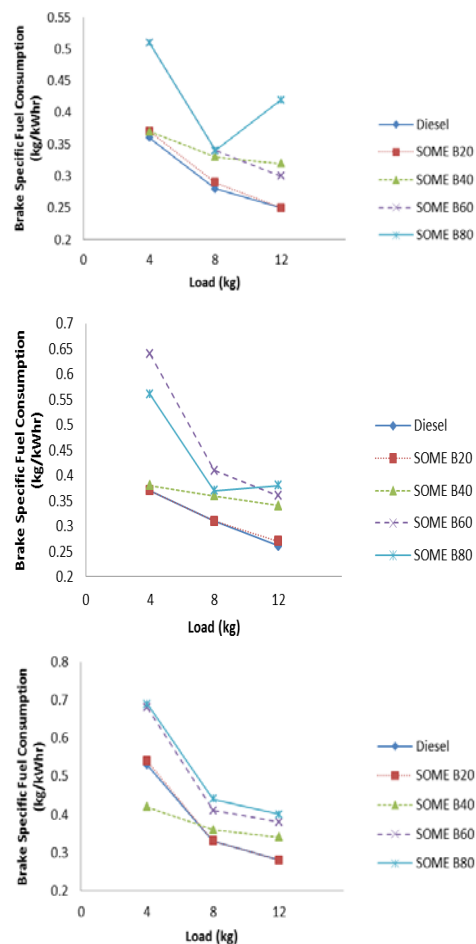 Brake Specific Fuel Consumption
(kg/kWhr)
0.55
0.5
0.45
0.4
0.35
0.3
0.25
0.2
0
4
8
12
Load (kg)
Diesel
SOME B20
SOME B40
SOME B60
SOME B80
Brake Specific Fuel Consumption
(kg/kWhr)
0.7
0.65
0.6
0.55
0.5
0.45
0.4
0.35
0.3
0.25
0.2
0
4
8
12
Load (kg)
Diesel
SOME B20
SOME B40
SOME B60
SOME B80
Brake Specific Fuel Consumption
(kg/kWhr)
0.8
0.7
0.6
0.5
0.4
0.3
0.2
0
4
8
12
Load (kg)
Diesel
SOME B20
SOME B40
SOME B60
SOME B80